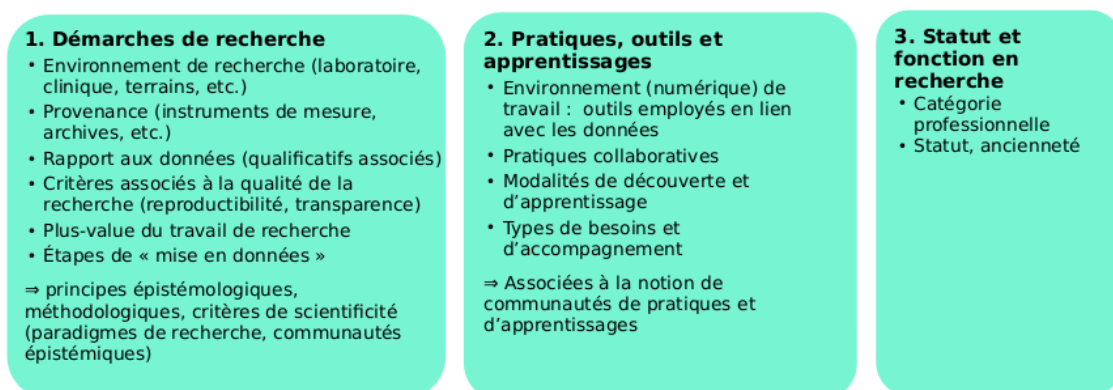 1. Démarches de recherche
• Environnement de recherche (laboratoire,
clinique, terrains, etc.)
• Provenance (instruments de mesure,
archives, etc.)
• Rapport aux données (qualificatifs associés)
• Critères associés à la qualité de la
recherche (reproductibilité, transparence)
• Plus-value du travail de recherche
• Étapes de « mise en données »
⇒ principes épistémologiques,
méthodologiques, critères de scientificité
(paradigmes de recherche, communautés
épistémiques)
2. Pratiques, outils et
apprentissages
• Environnement (numérique) de
travail : outils employés en lien
avec les données
• Pratiques collaboratives
• Modalités de découverte et
d’apprentissage
• Types de besoins et
d’accompagnement
⇒ Associées à la notion de
communautés de pratiques et
d’apprentissages
3. Statut et
fonction en
recherche
• Catégorie
professionnelle
• Statut, ancienneté